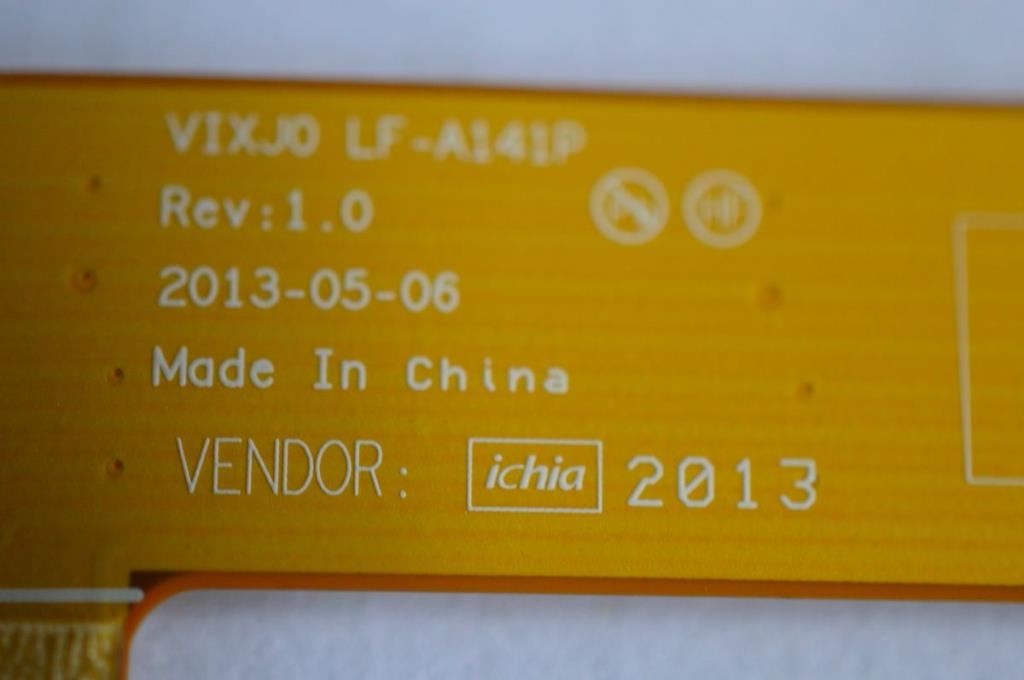 VIXJ0 LF-A141P
Rev:1.0
2013-05-06
Made In China
VENDOR: ichia 2013